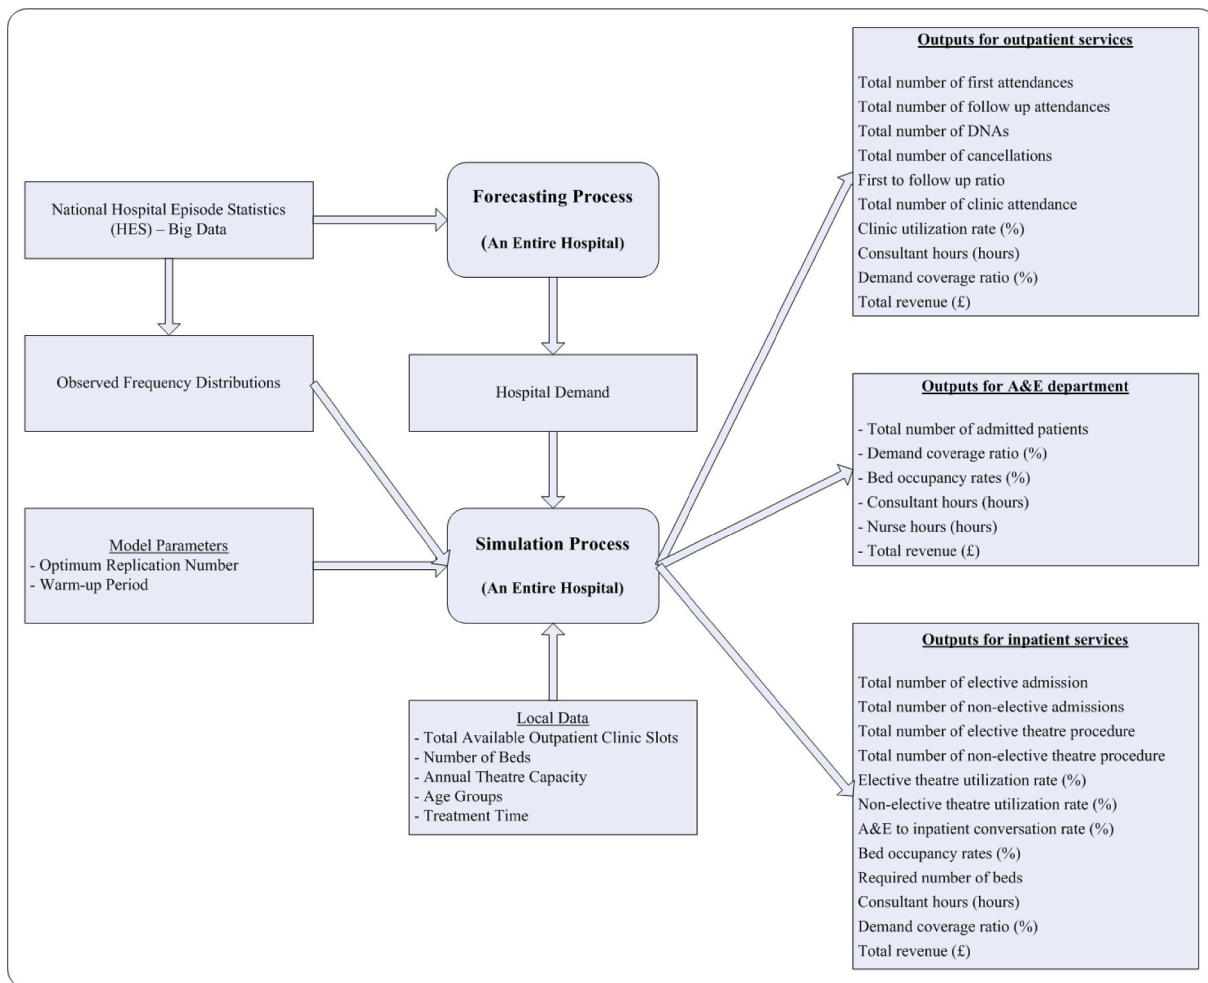 National Hospital Episode Statistics
(HES) – Big Data
Forecasting Process
(An Entire Hospital)
Observed Frequency Distributions
Hospital Demand
Model Parameters
- Optimum Replication Number
- Warm-up Period
Simulation Process
(An Entire Hospital)
Local Data
- Total Available Outpatient Clinic Slots
- Number of Beds
- Annual Theatre Capacity
- Age Groups
- Treatment Time
Outputs for outpatient services
Total number of first attendances
Total number of follow up attendances
Total number of DNAs
Total number of cancellations
First to follow up ratio
Total number of clinic attendance
Clinic utilization rate (%)
Consultant hours (hours)
Demand coverage ratio (%)
Total revenue (£)
Outputs for A&E department
- Total number of admitted patients
- Demand coverage ratio (%)
- Bed occupancy rates (%)
- Consultant hours (hours)
- Nurse hours (hours)
- Total revenue (£)
Outputs for inpatient services
Total number of elective admission
Total number of non-elective admissions
Total number of elective theatre procedure
Total number of non-elective theatre procedure
Elective theatre utilization rate (%)
Non-elective theatre utilization rate (%)
A&E to inpatient conversation rate (%)
Bed occupancy rates (%)
Required number of beds
Consultant hours (hours)
Demand coverage ratio (%)
Total revenue (£)